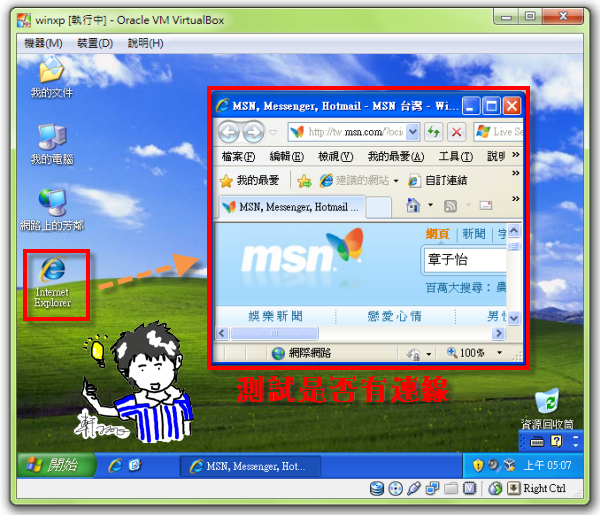 winxp [執行中] - Oracle VM VirtualBox
機器(M) 裝置(D) 說明(H)
我的文件
我的電腦
網路上的芳鄰
Internet
Explorer
MSN, Messenger, Hotmail - MSN 台灣 - Wi...
http://tw.msn.com/?ocid
Live Se
檔案(F) 編輯(E) 檢視(V) 我的最愛(A) 工具(T) 說明 »
我的最愛 建議的網站 自訂連結 »
MSN, Messenger, Hotmail ... »
網頁 | 新聞 |
msn
章子怡
百萬大搜尋:
娛樂新聞 戀愛心情 男性
網際網路 100%
測試是否有連線
資源回收筒
開始 MSN, Messenger, Hot... 上午 05:07
Right Ctrl